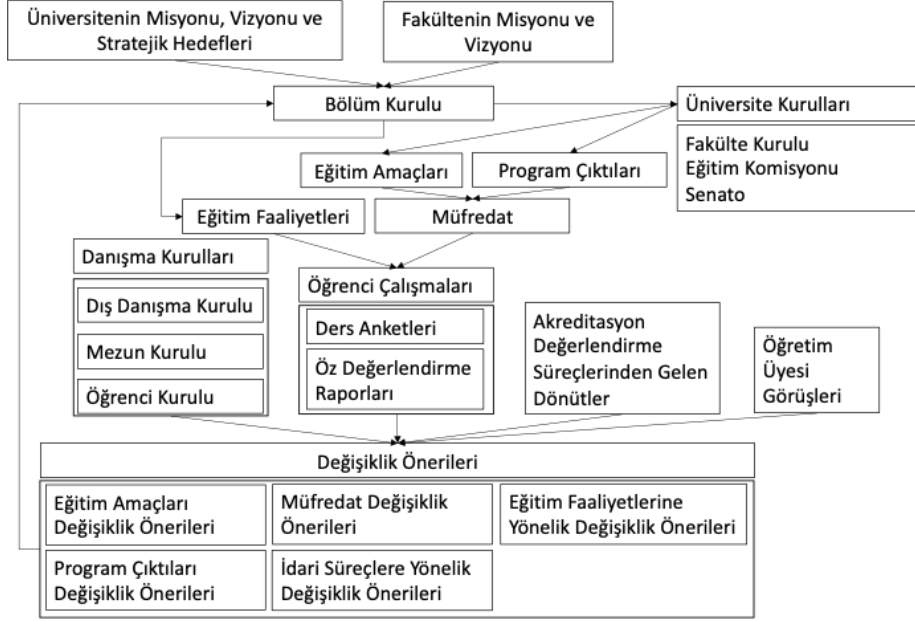 Üniversitenin Misyonu, Vizyonu ve
Stratejik Hedefleri
Fakültenin Misyonu ve
Vizyonu
Bölüm Kurulu
Üniversite Kurulları
Fakülte Kurulu
Eğitim Komisyonu
Senato
Eğitim Amaçları
Program Çıktıları
Eğitim Faaliyetleri
Müfredat
Danışma Kurulları
Dış Danışma Kurulu
Mezun Kurulu
Öğrenci Kurulu
Öğrenci Çalışmaları
Ders Anketleri
Öz Değerlendirme
Raporları
Akreditasyon
Değerlendirme
Süreçlerinden Gelen
Dönütler
Öğretim
Üyesi
Görüşleri
Değişiklik Önerileri
Eğitim Amaçları
Değişiklik Önerileri
Müfredat Değişiklik
Önerileri
Eğitim Faaliyetlerine
Yönelik Değişiklik Önerileri
Program Çıktıları
Değişiklik Önerileri
İdari Süreçlere Yönelik
Değişiklik Önerileri